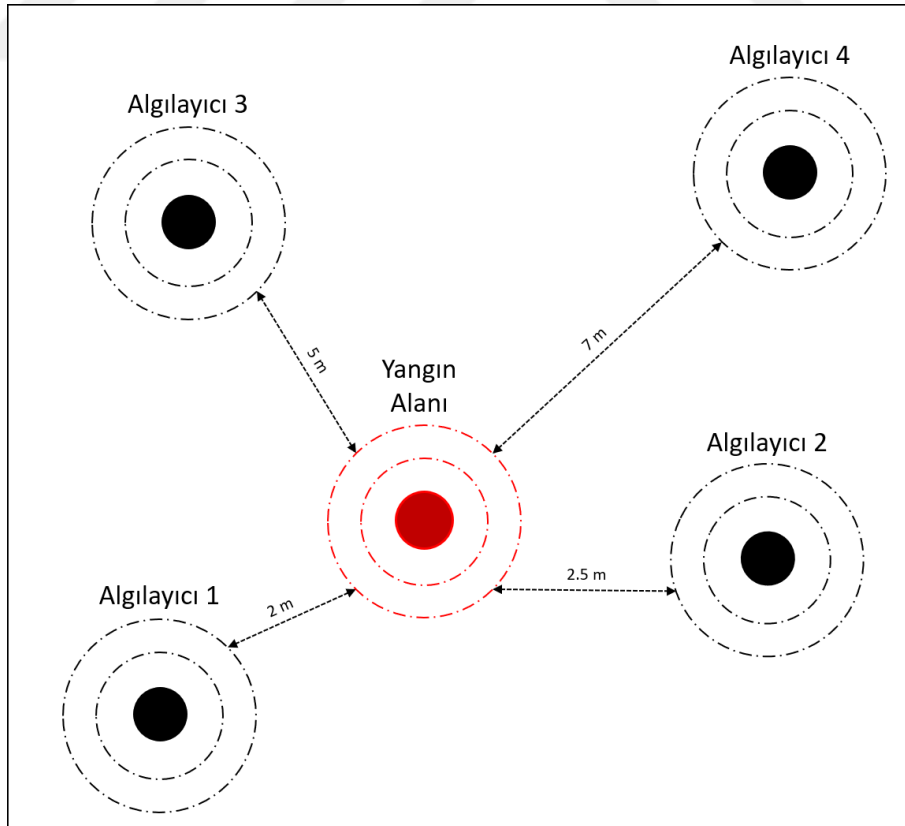 Algılayıcı 4
Algılayıcı 3
7 m
5 m
Yangın
Alanı
Algılayıcı 2
2.5 m
Algılayıcı 1
2 m